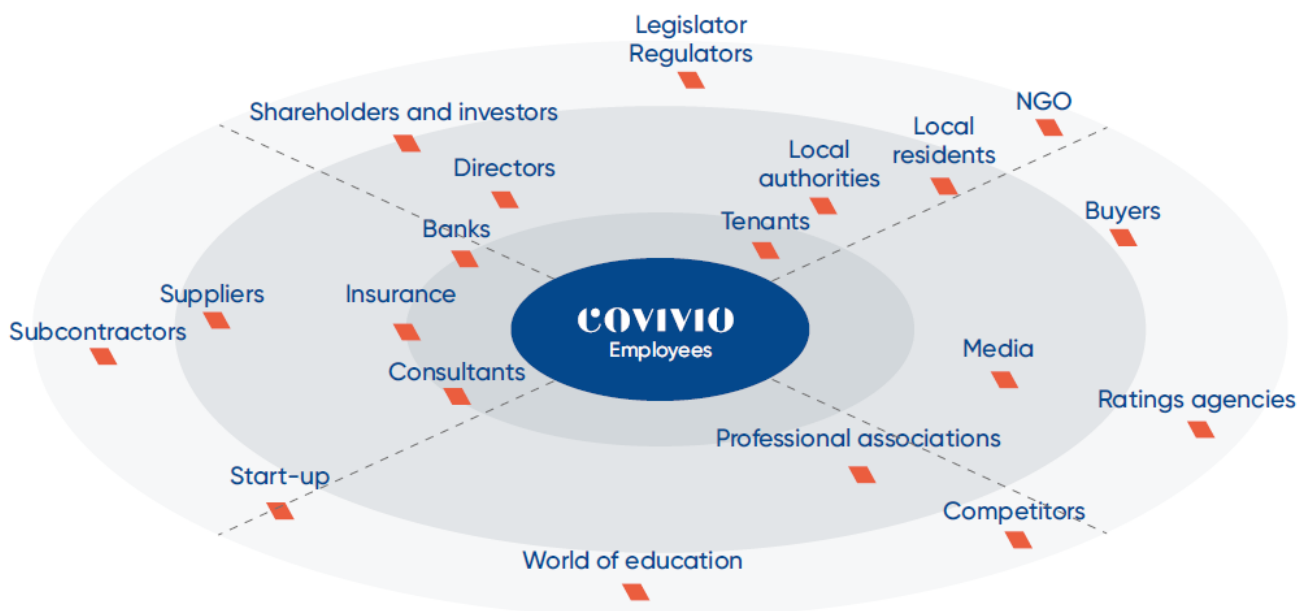 Legislator
Regulators
NGO
Shareholders and investors
Local
residents
Local
authorities
Directors
Buyers
Tenants
Banks
Suppliers
Insurance
COVIVIO
Employees
Subcontractors
Media
Consultants
Ratings agencies
Professional associations
Start-up
Competitors
World of education